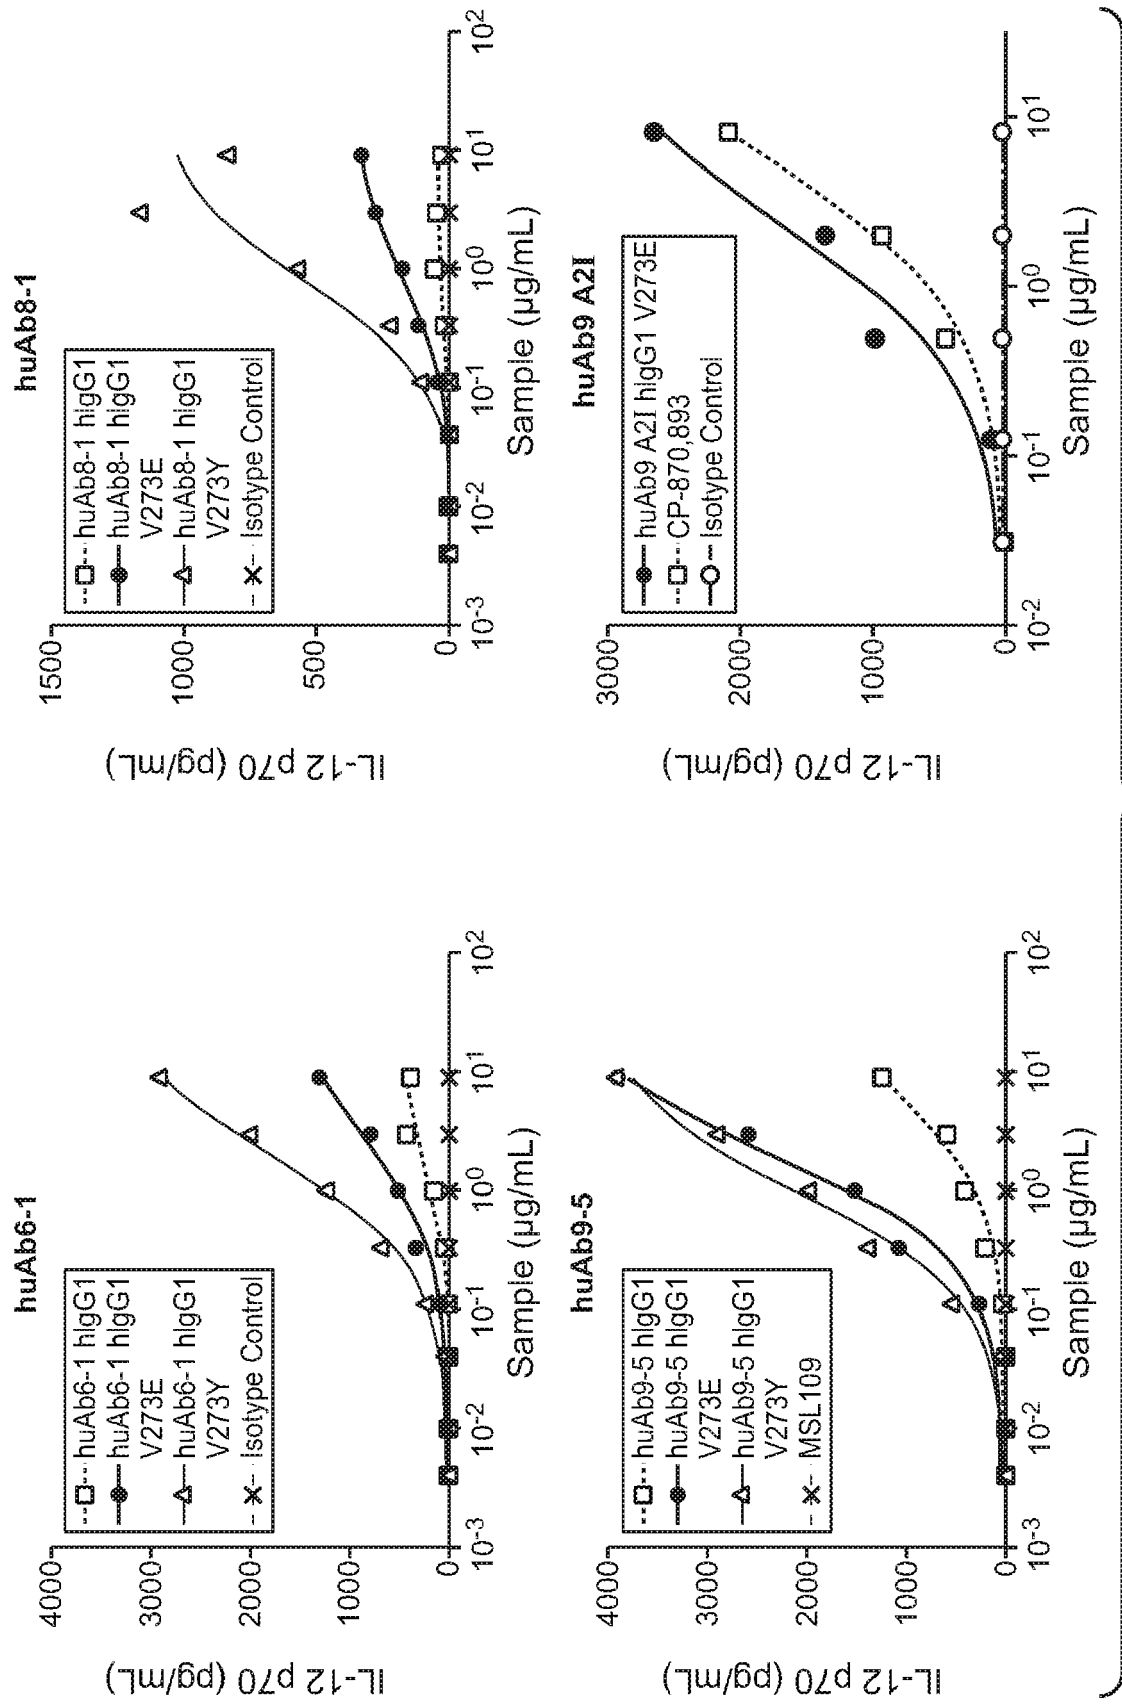 huAb6-1
IL-12 p70 (pg/mL)
4000
3000
2000
1000
0
huAb6-1 hIgG1
huAb6-1 hIgG1
V273E
huAb6-1 hIgG1
V273Y
Isotype Control
10-3
10-2
10-1
100
101
102
Sample (µg/mL)
huAb8-1
IL-12 p70 (pg/mL)
1500
1000
500
0
huAb8-1 hIgG1
huAb8-1 hIgG1
V273E
huAb8-1 hIgG1
V273Y
Isotype Control
10-3
10-2
10-1
100
101
102
Sample (µg/mL)
huAb9-5
IL-12 p70 (pg/mL)
4000
3000
2000
1000
0
huAb9-5 hIgG1
huAb9-5 hIgG1
V273E
huAb9-5 hIgG1
V273Y
MSL109
10-3
10-2
10-1
100
101
102
Sample (µg/mL)
huAb9 A2I
IL-12 p70 (pg/mL)
3000
2000
1000
0
huAb9 A2I hIgG1 V273E
CP-870,893
Isotype Control
10-2
10-1
100
101
Sample (µg/mL)